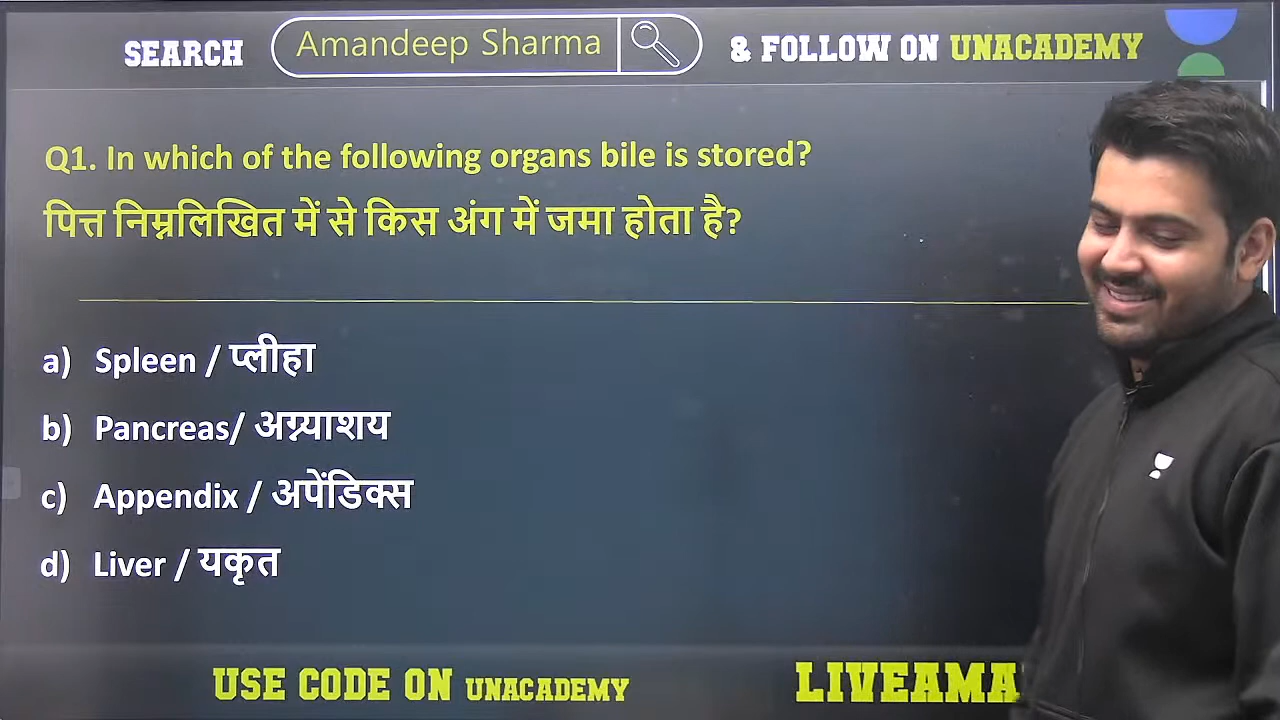 SEARCH Amandeep Sharma & FOLLOW ON UNACADEMY
Q1. In which of the following organs bile is stored?
पित्त निम्नलिखित में से किस अंग में जमा होता है?
a) Spleen / प्लीहा
b) Pancreas/ अग्न्याशय
c) Appendix / अपेंडिक्स
d) Liver / यकृत
USE CODE ON UNACADEMY LIVEAMA